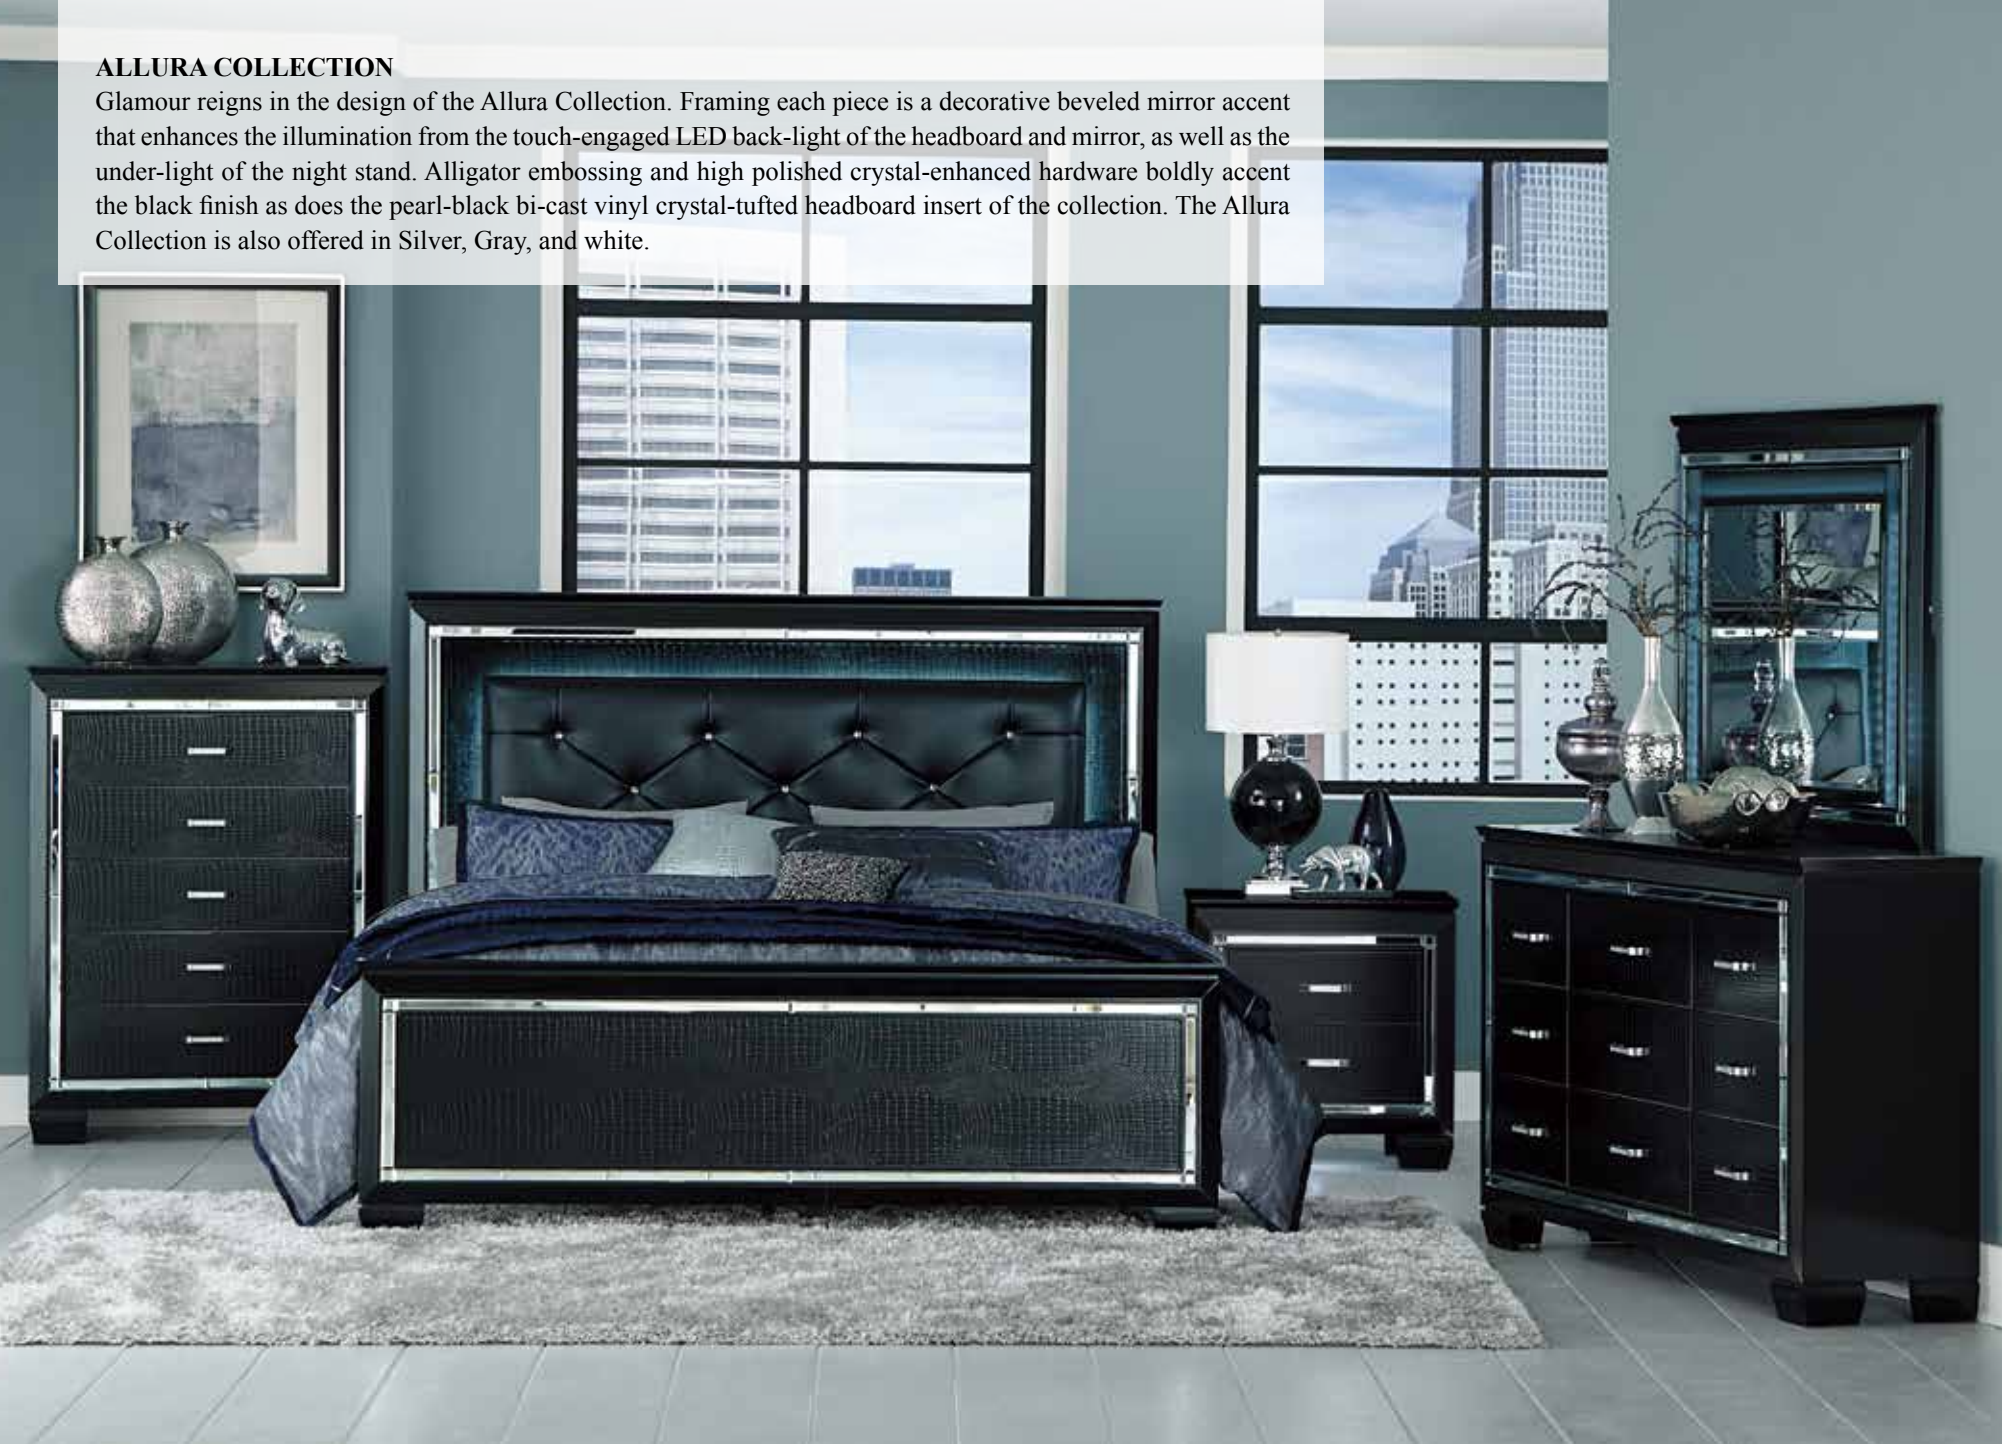 ALLURA COLLECTION
Glamour reigns in the design of the Allura Collection. Framing each piece is a decorative beveled mirror accent
that enhances the illumination from the touch-engaged LED back-light of the headboard and mirror, as well as the
under-light of the night stand. Alligator embossing and high polished crystal-enhanced hardware boldly accent
the black finish as does the pearl-black bi-cast vinyl crystal-tufted headboard insert of the collection. The Allura
Collection is also offered in Silver, Gray, and white.